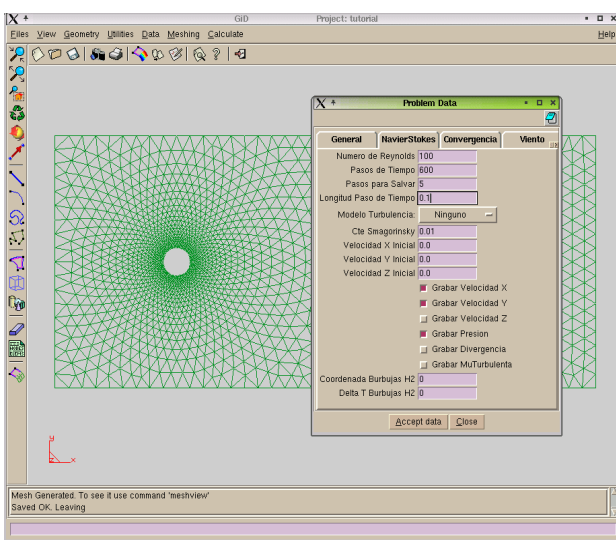 GiD Project: tutorial
Files View Geometry Utilities Data Meshing Calculate Help
Problem Data
General NavierStokes Convergencia Viento
Numero de Reynolds 100
Pasos de Tiempo 600
Pasos para Salvar 5
Longitud Paso de Tiempo 0.1
Modelo Turbulencia: Ninguno
Cte Smagorinsky 0.01
Velocidad X Inicial 0.0
Velocidad Y Inicial 0.0
Velocidad Z Inicial 0.0
Grabar Velocidad X
Grabar Velocidad Y
Grabar Velocidad Z
Grabar Presion
Grabar Divergencia
Grabar MuTurbulenta
Coordenada Burbujas H2 0
Delta T Burbujas H2 0
Accept data Close
y
z x
Mesh Generated. To see it use command 'meshview'
Saved OK. Leaving